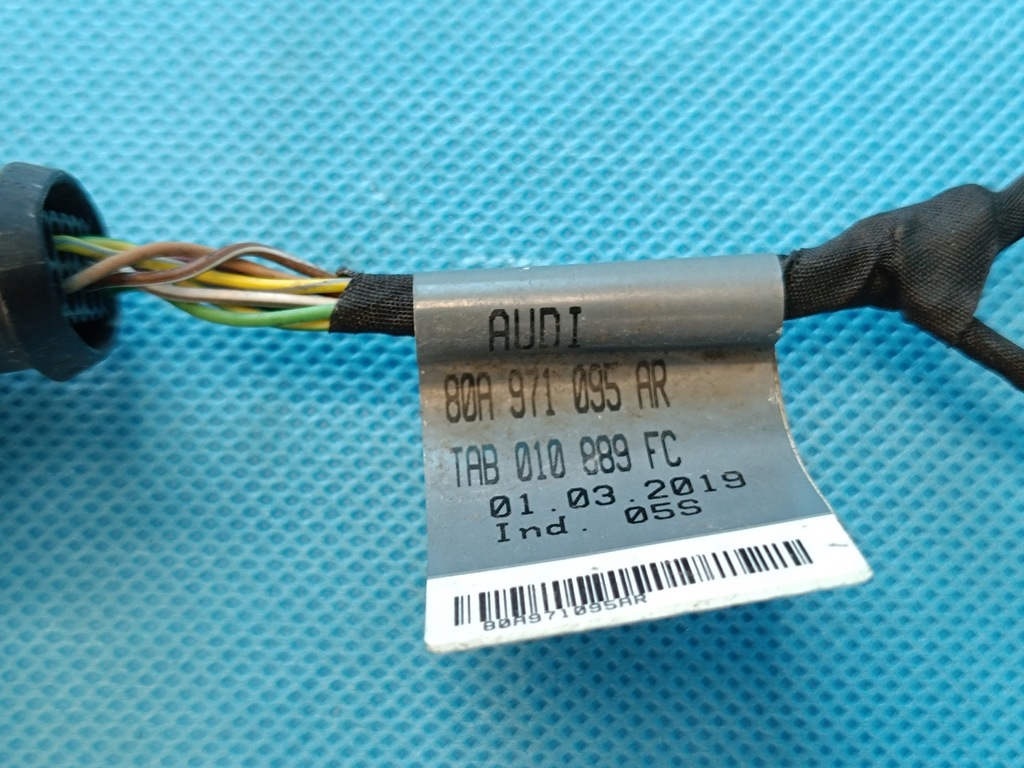 AUDI
80A 971 095 AR
TAB 010 889 FC
01.03.2019
Ind. 05S
80A971095AR